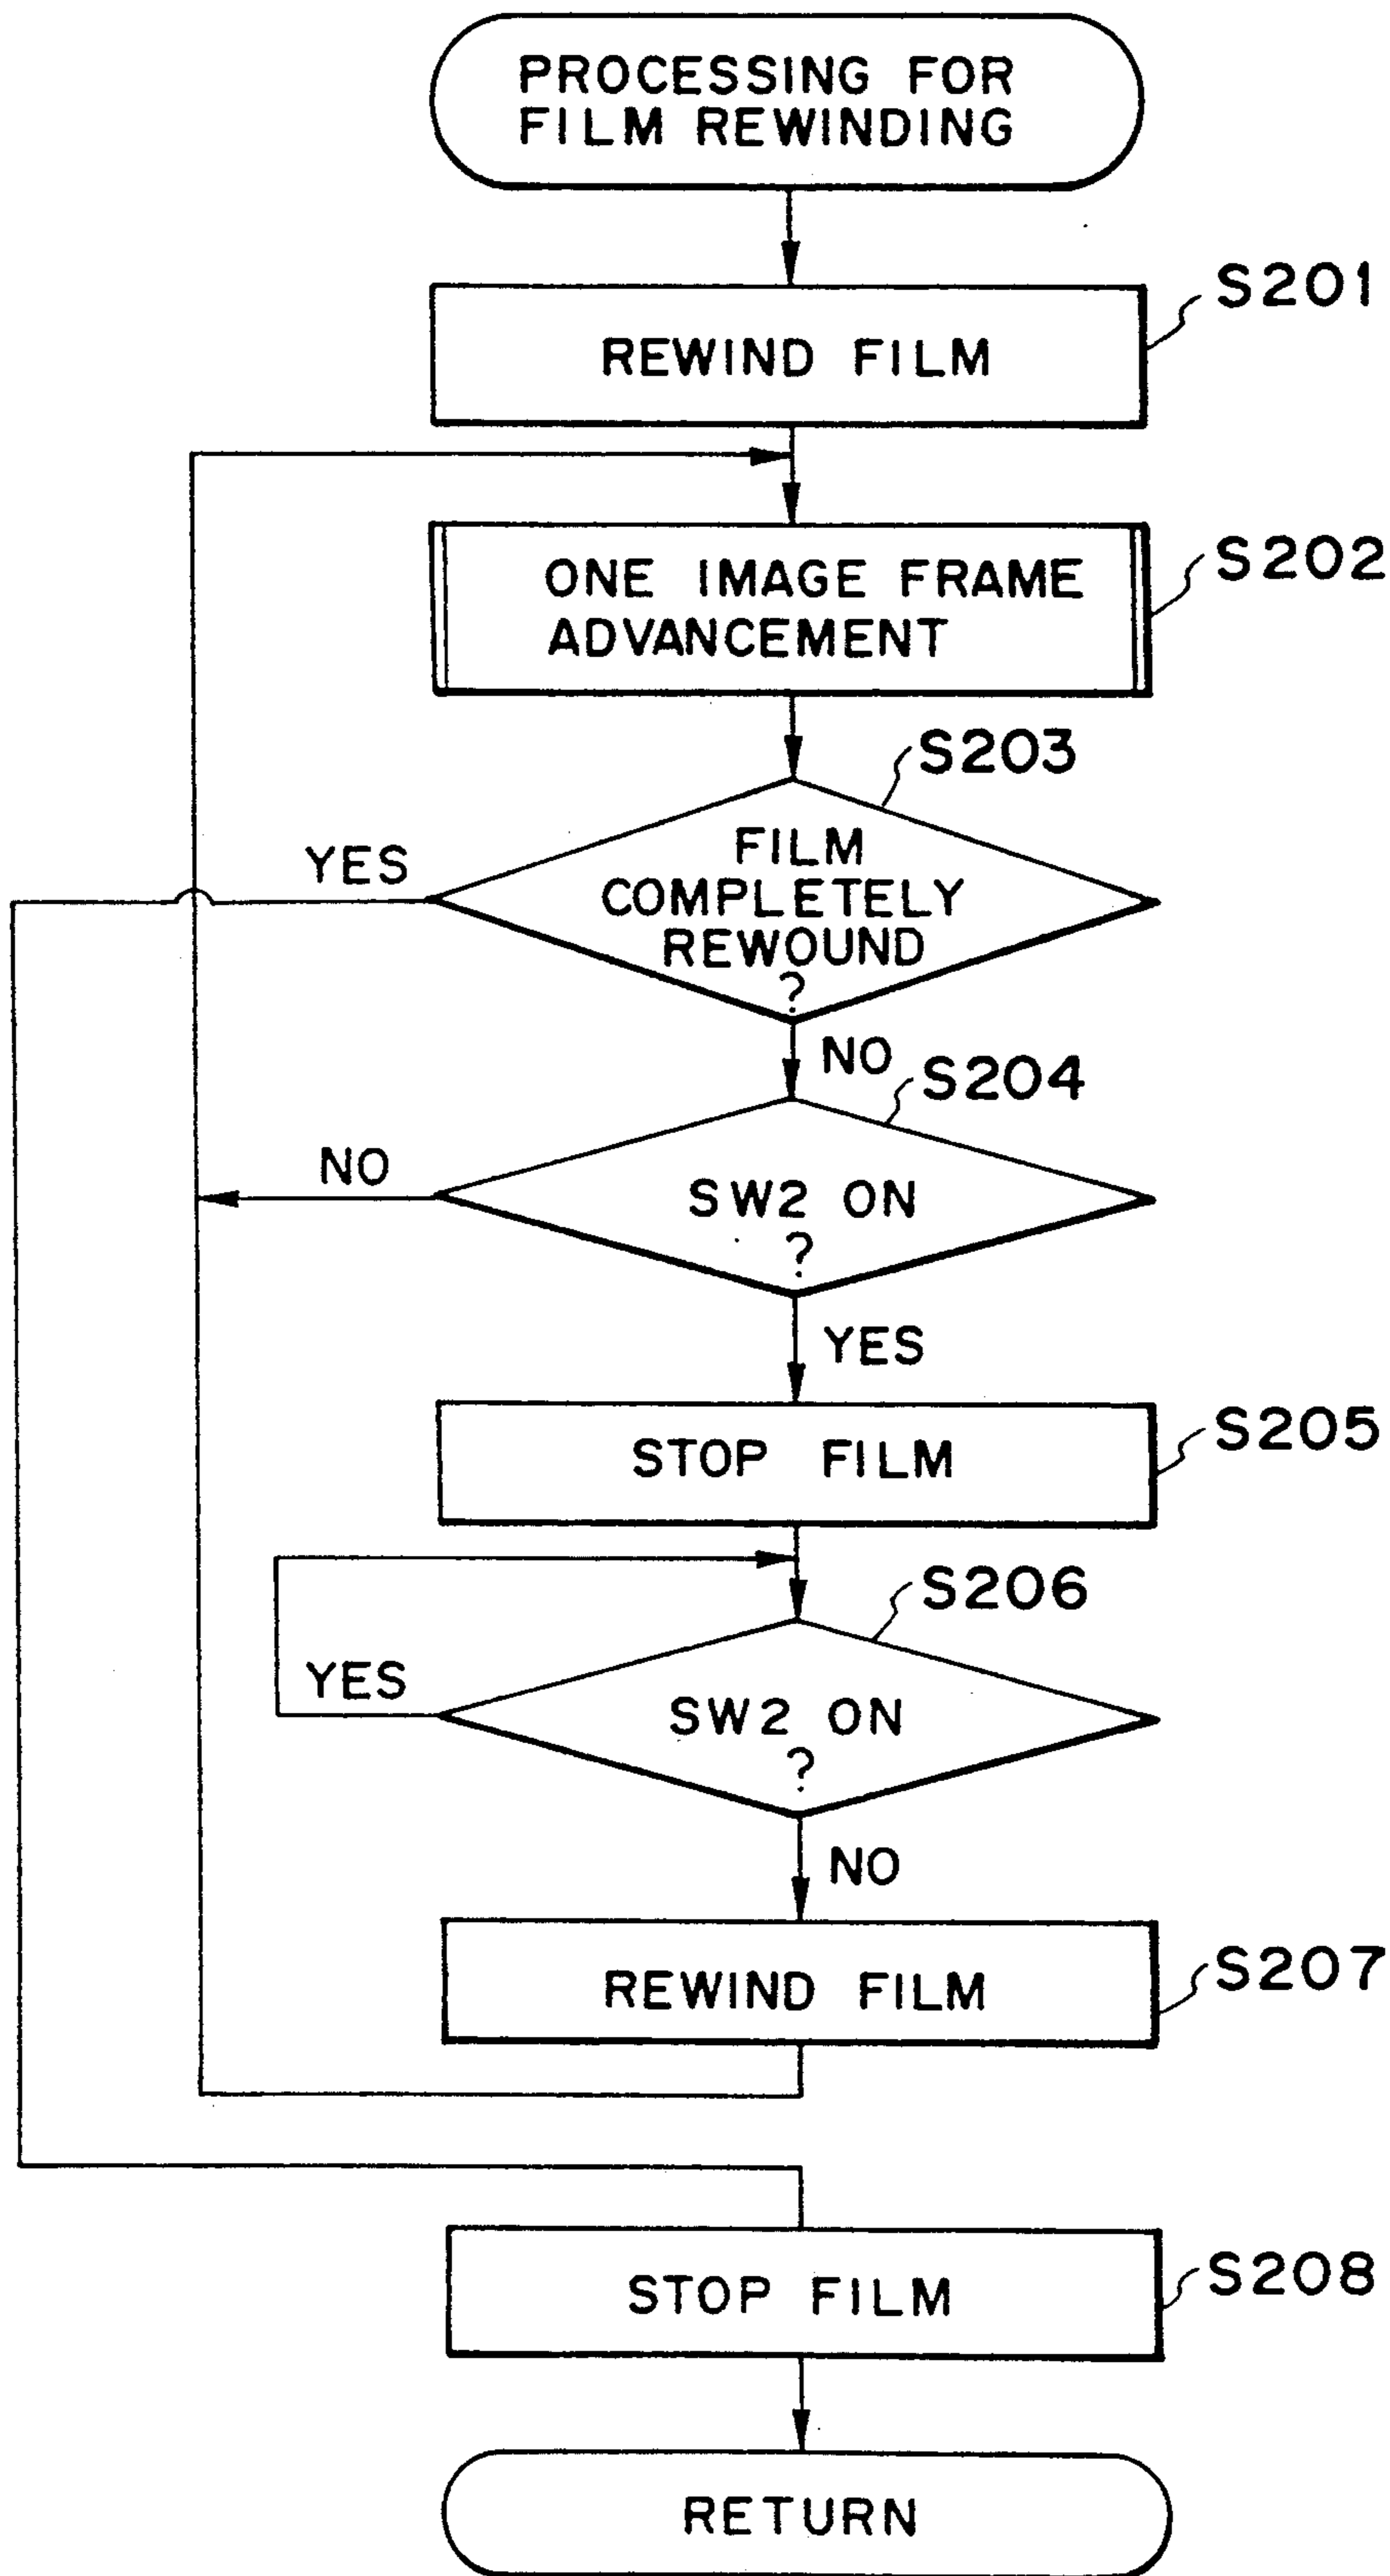 PROCESSING FOR
FILM REWINDING
S201
REWIND FILM
S202
ONE IMAGE FRAME
ADVANCEMENT
S203
YES
FILM
COMPLETELY
REWOUND
?
NO
S204
NO
SW2 ON
?
YES
S205
STOP FILM
S206
YES
SW2 ON
?
NO
S207
REWIND FILM
S208
STOP FILM
RETURN